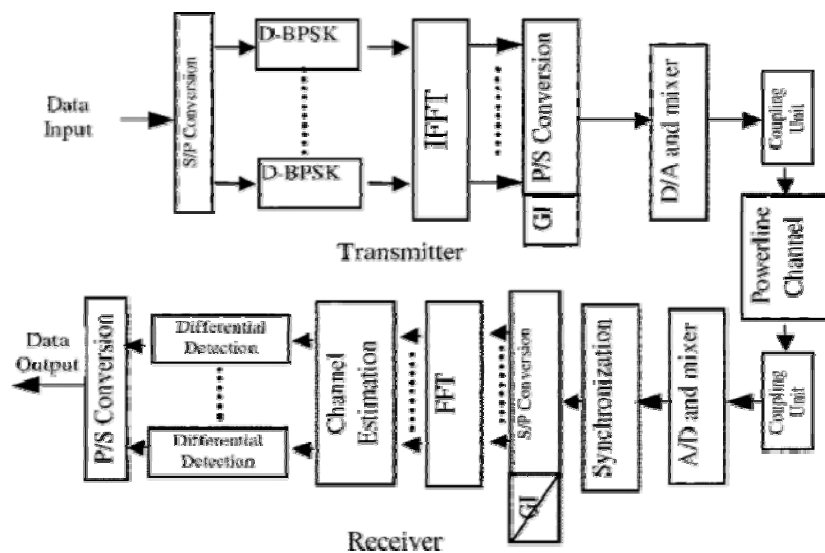 Data
Input
S/P Conversion
D-BPSK
D-BPSK
IFFT
P/S Conversion
GI
D/A and mixer
Coupling
Unit
Transmitter
Powerline
Channel
Data
Output
P/S Conversion
Differential
Detection
Differential
Detection
Channel
Estimation
FFT
S/P Conversion
GI
Synchronization
A/D and mixer
Coupling
Unit
Receiver